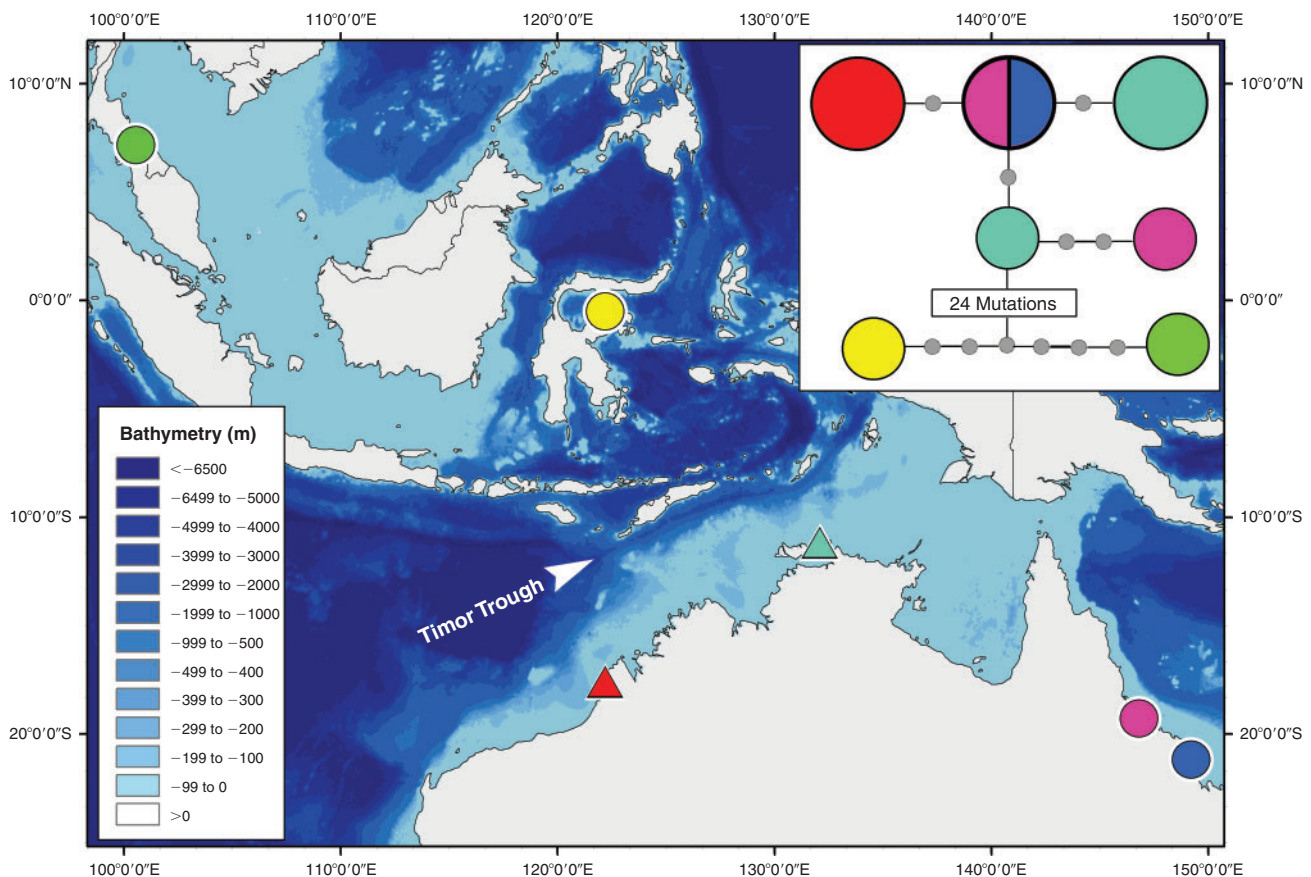 100°0′0″E 110°0′0″E 120°0′0″E 130°0′0″E 140°0′0″E 150°0′0″E
10°0′0″N 10°0′0″N
24 Mutations
0°0′0″ 0°0′0″
Bathymetry (m)
<−6500
−6499 to −5000
−4999 to −4000
−3999 to −3000
−2999 to −2000
−1999 to −1000
−999 to −500
−499 to −400
−399 to −300
−299 to −200
−199 to −100
−99 to 0
>0
10°0′0″S 10°0′0″S
Timor Trough
20°0′0″S 20°0′0″S
100°0′0″E 110°0′0″E 120°0′0″E 130°0′0″E 140°0′0″E 150°0′0″E